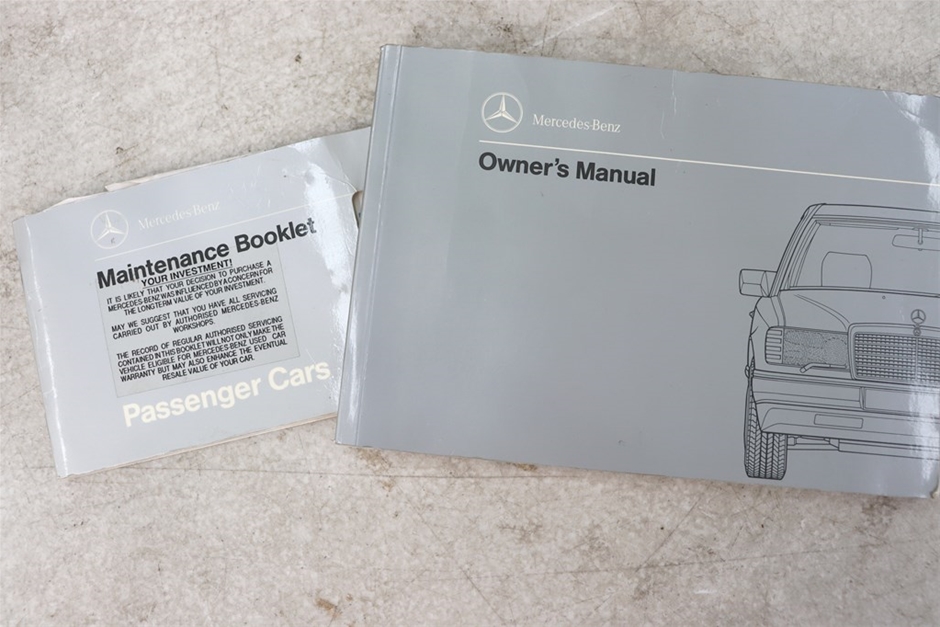 Mercedes-Benz
Maintenance Booklet
YOUR INVESTMENT!
IT IS LIKELY THAT YOUR DECISION TO PURCHASE A
MERCEDES-BENZ WAS INFLUENCED BY A CONCERN FOR
THE LONGTERM VALUE OF YOUR INVESTMENT.
MAY WE SUGGEST THAT YOU HAVE ALL SERVICING
CARRIED OUT BY AUTHORISED MERCEDES-BENZ
WORKSHOPS.
THE RECORD OF REGULAR AUTHORISED SERVICING
CONTAINED IN THIS BOOKLET WILL NOT ONLY MAKE THE
VEHICLE ELIGIBLE FOR MERCEDES-BENZ USED CAR
WARRANTY BUT MAY ALSO ENHANCE THE EVENTUAL
RESALE VALUE OF YOUR CAR.
Passenger Cars
Mercedes-Benz
Owner's Manual